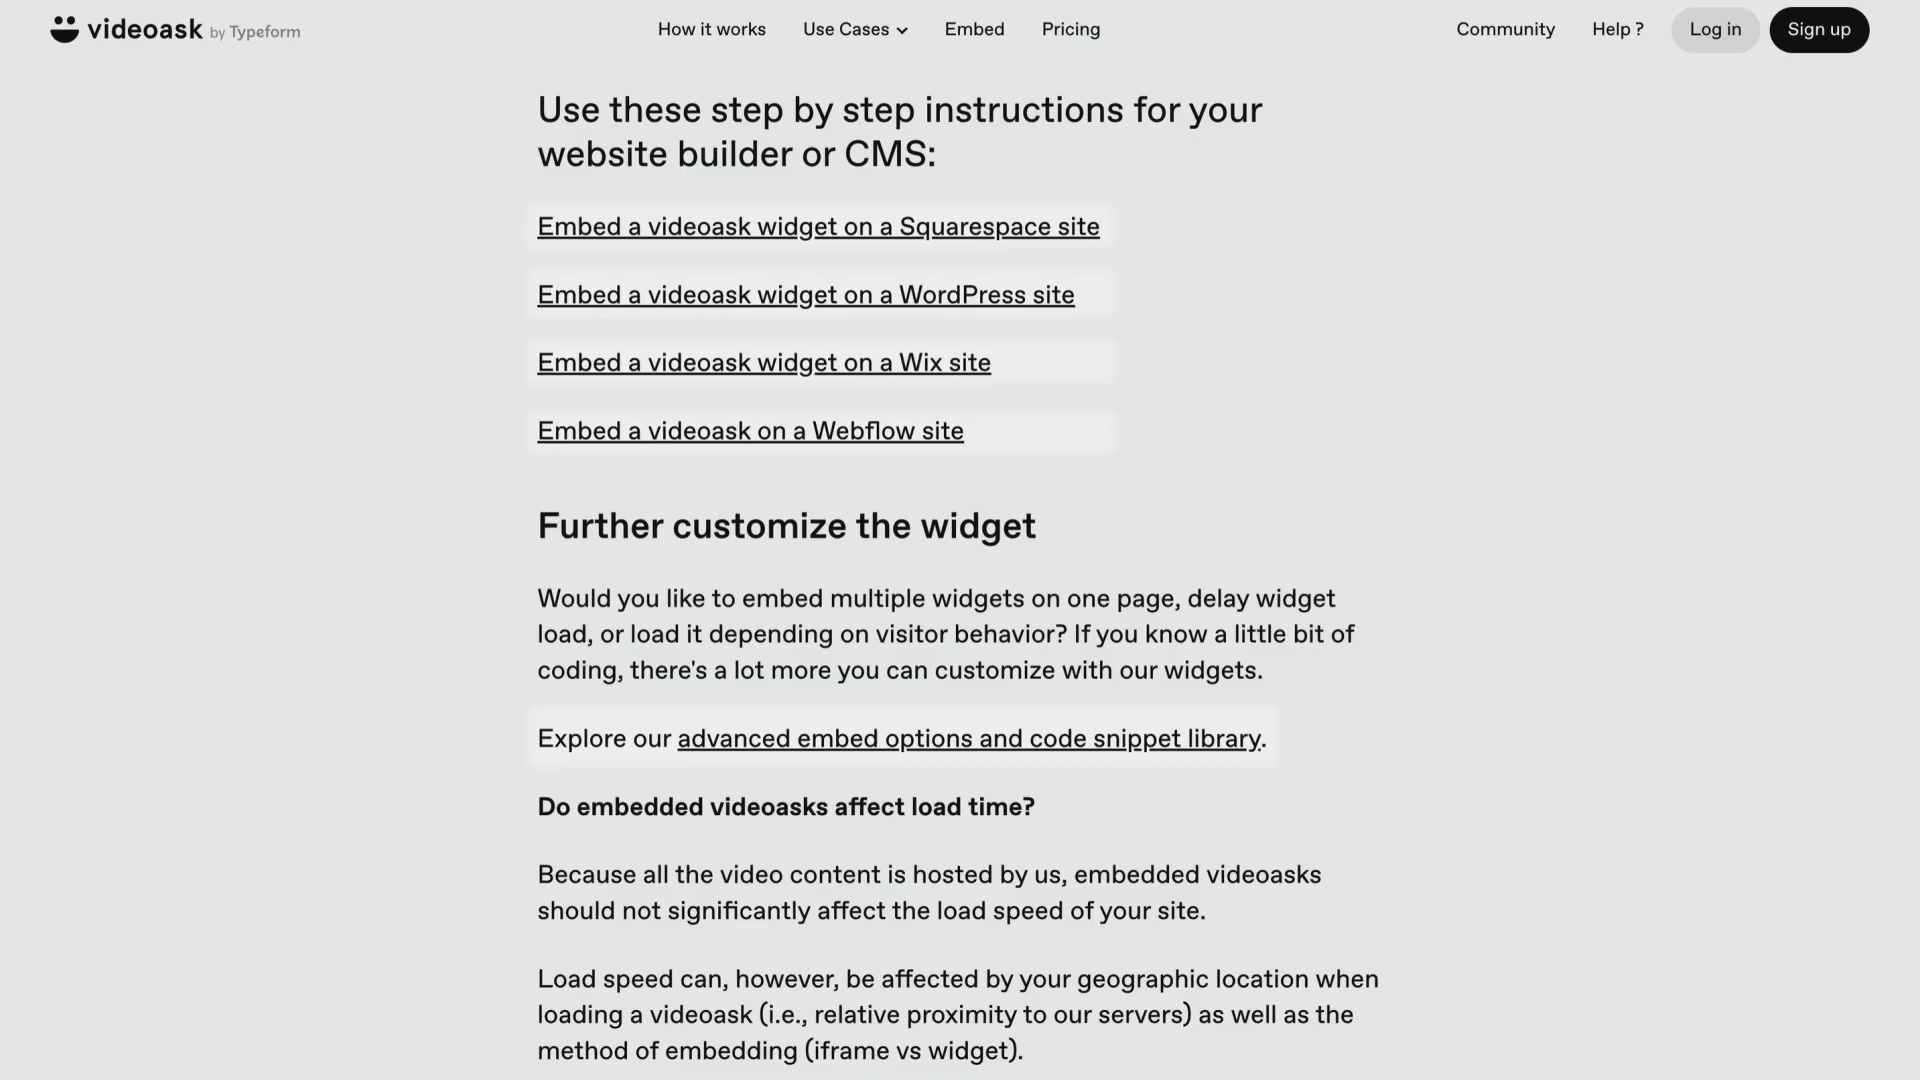 videoask by Typeform
How it works
Use Cases
Embed
Pricing
Community
Help ?
Log in
Sign up
Use these step by step instructions for your
website builder or CMS:
Embed a videoask widget on a Squarespace site
Embed a videoask widget on a WordPress site
Embed a videoask widget on a Wix site
Embed a videoask on a Webflow site
Further customize the widget
Would you like to embed multiple widgets on one page, delay widget
load, or load it depending on visitor behavior? If you know a little bit of
coding, there's a lot more you can customize with our widgets.
Explore our advanced embed options and code snippet library.
Do embedded videoasks affect load time?
Because all the video content is hosted by us, embedded videoasks
should not significantly affect the load speed of your site.
Load speed can, however, be affected by your geographic location when
loading a videoask (i.e., relative proximity to our servers) as well as the
method of embedding (iframe vs widget).